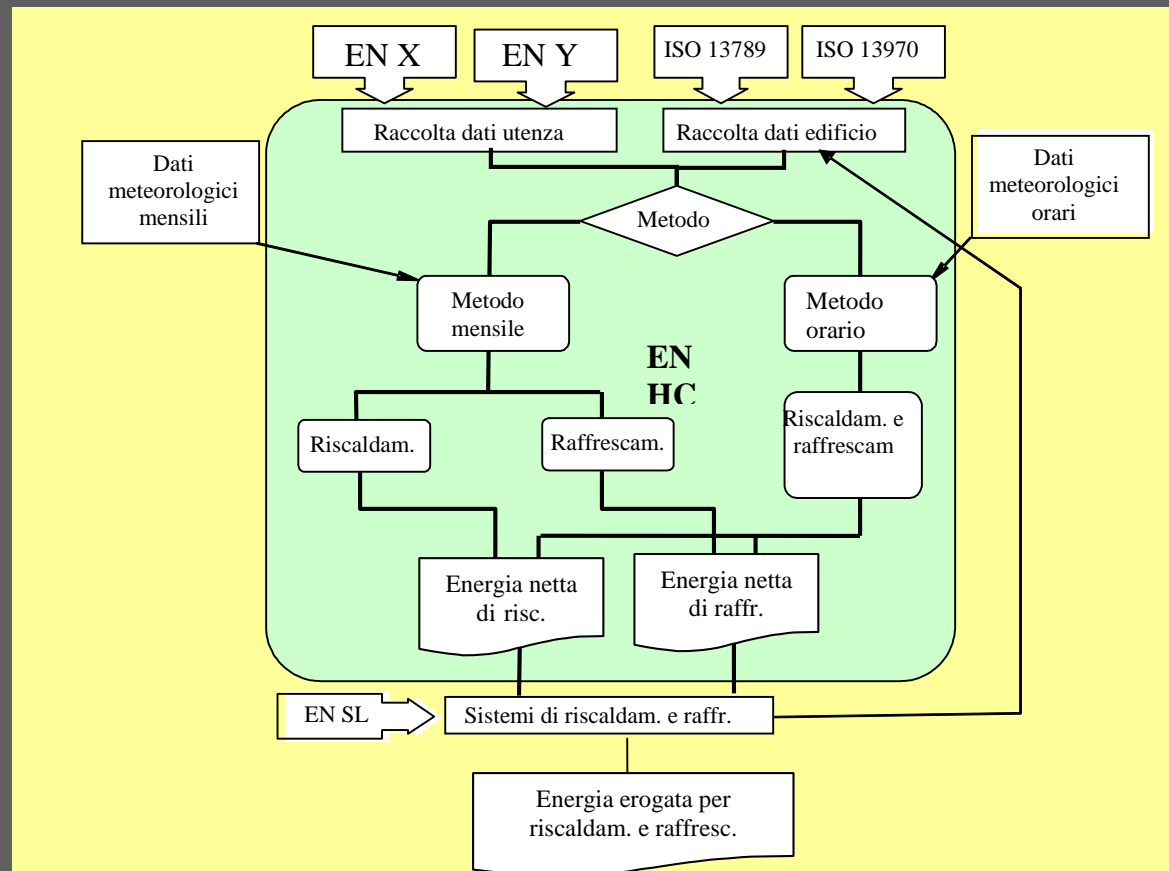 EN X
EN Y
ISO 13789
ISO 13970
Raccolta dati utenza
Raccolta dati edificio
Dati
meteorologici
mensili
Dati
meteorologici
orari
Metodo
Metodo
mensile
Metodo
orario
EN
HC
Riscaldam.
Raffrescam.
Riscaldam. e
raffrescam
Energia netta
di risc.
Energia netta
di raffr.
EN SL
Sistemi di riscaldam. e raffr.
Energia erogata per
riscaldam. e raffresc.